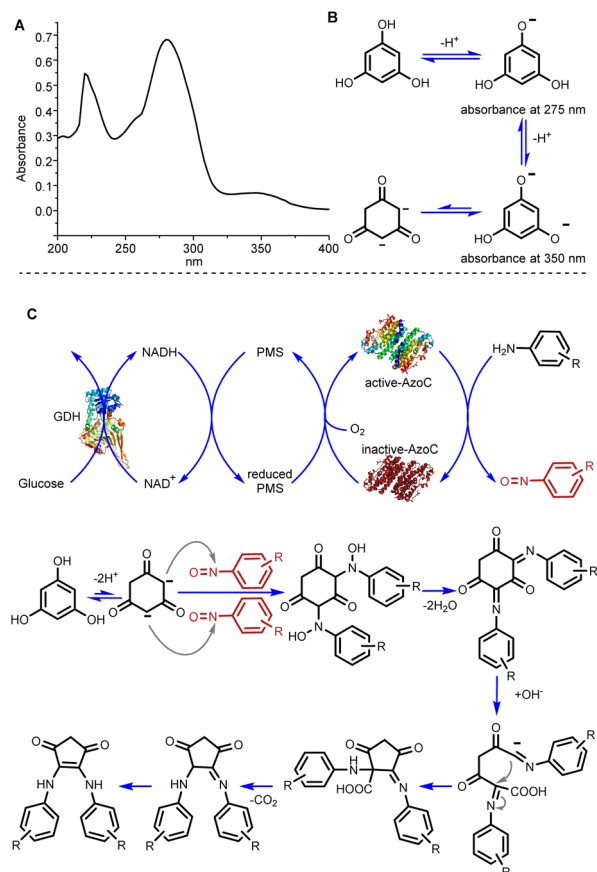 A
0.7
0.6
0.5
0.4
0.3
0.2
0.1
0.0
Absorbance
200
250
300
350
400
nm
B
OH
HO
OH
-H⁺
O⁻
HO
OH
absorbance at 275 nm
-H⁺
O
O
O
O⁻
HO
O⁻
absorbance at 350 nm
C
NADH
PMS
active-AzoC
H₂N
R
GDH
O₂
inactive-AzoC
Glucose
NAD⁺
reduced
PMS
O=N
R
OH
HO
OH
-2H⁺
O
O
O
O=N
R
O=N
R
O
OH
N
R
O
O
HO
N
R
-2H₂O
O
N
R
O
O
N
R
+OH⁻
O
O
N
R
COOH
N
R
O
O
H
N
R
HOOC
N
R
-CO₂
O
O
NH
N
R
R
O
O
NH
NH
R
R